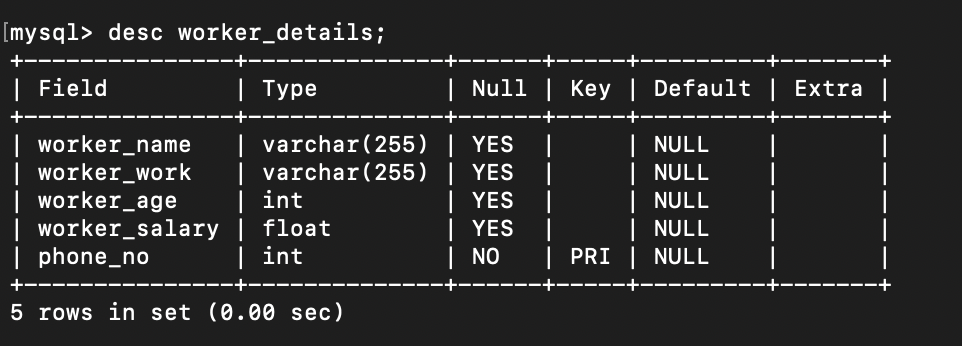 [mysql> desc worker_details;
+---------------+--------------+------+-----+---------+-------+
| Field         | Type         | Null | Key | Default | Extra |
+---------------+--------------+------+-----+---------+-------+
| worker_name   | varchar(255) | YES  |     | NULL    |       |
| worker_work   | varchar(255) | YES  |     | NULL    |       |
| worker_age    | int          | YES  |     | NULL    |       |
| worker_salary | float        | YES  |     | NULL    |       |
| phone_no      | int          | NO   | PRI | NULL    |       |
+---------------+--------------+------+-----+---------+-------+
5 rows in set (0.00 sec)